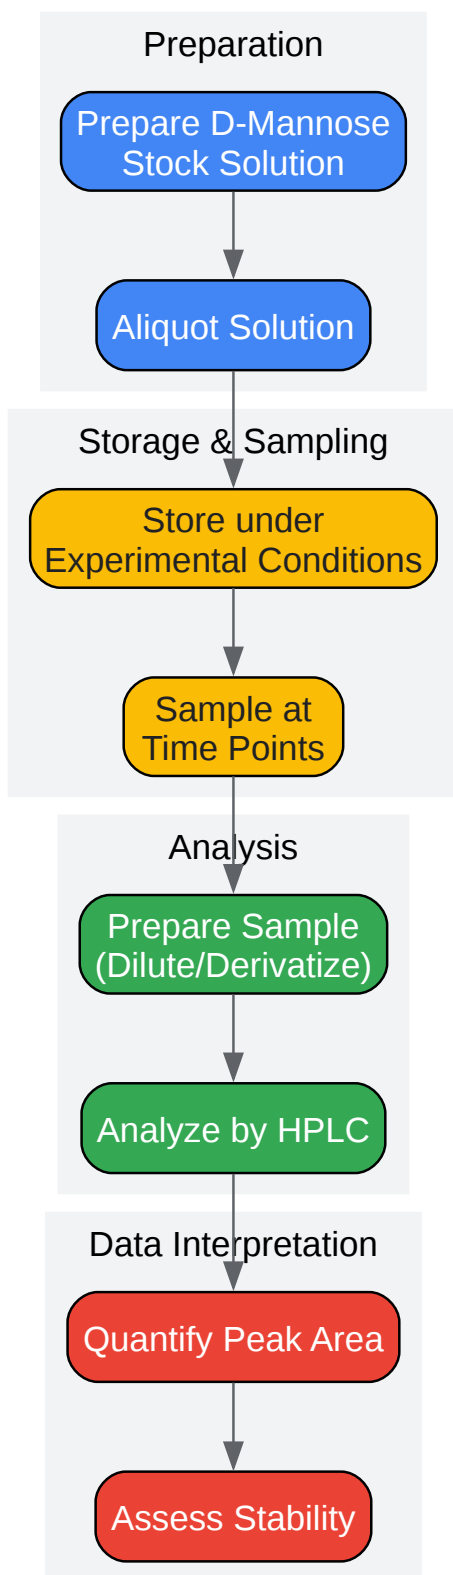 Preparation
Prepare D-Mannose
Stock Solution
Aliquot Solution
Storage & Sampling
Store under
Experimental Conditions
Sample at
Time Points
Analysis
Prepare Sample
(Dilute/Derivatize)
Analyze by HPLC
Data Interpretation
Quantify Peak Area
Assess Stability